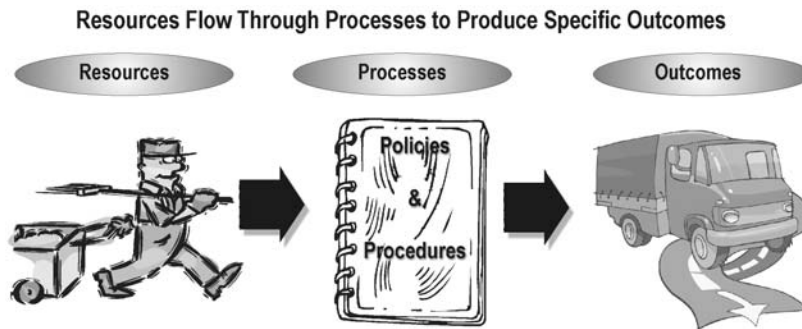 Resources Flow Through Processes to Produce Specific Outcomes
Resources
Processes
Outcomes
Policies
&
Procedures